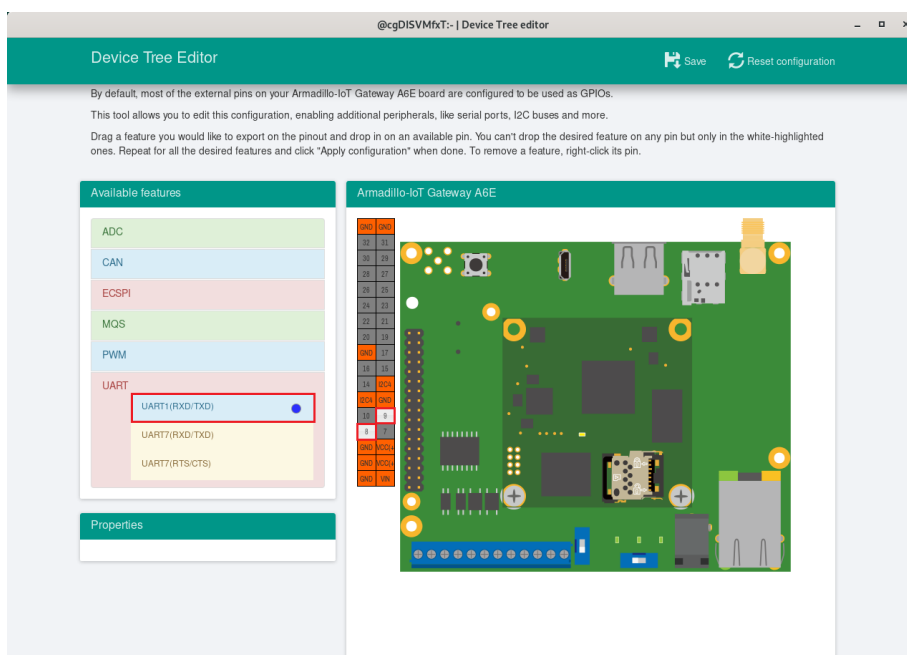 @cgDISVMfxT:- | Device Tree editor
Device Tree Editor
Save
Reset configuration
By default, most of the external pins on your Armadillo-IoT Gateway A6E board are configured to be used as GPIOs.
This tool allows you to edit this configuration, enabling additional peripherals, like serial ports, I2C buses and more.
Drag a feature you would like to export on the pinout and drop in on an available pin. You can't drop the desired feature on any pin but only in the white-highlighted
ones. Repeat for all the desired features and click "Apply configuration" when done. To remove a feature, right-click its pin.
Available features
ADC
CAN
ECSPI
MQS
PWM
UART
UART1(RXD/TXD)
UART7(RXD/TXD)
UART7(RTS/CTS)
Properties
Armadillo-IoT Gateway A6E
GND GND
32 31
30 29
28 27
26 25
24 23
22 21
20 19
GND 17
16 15
14 I2C4
I2C4 GND
10 9
8 7
GND VCC(+
GND VCC(+
GND VIN